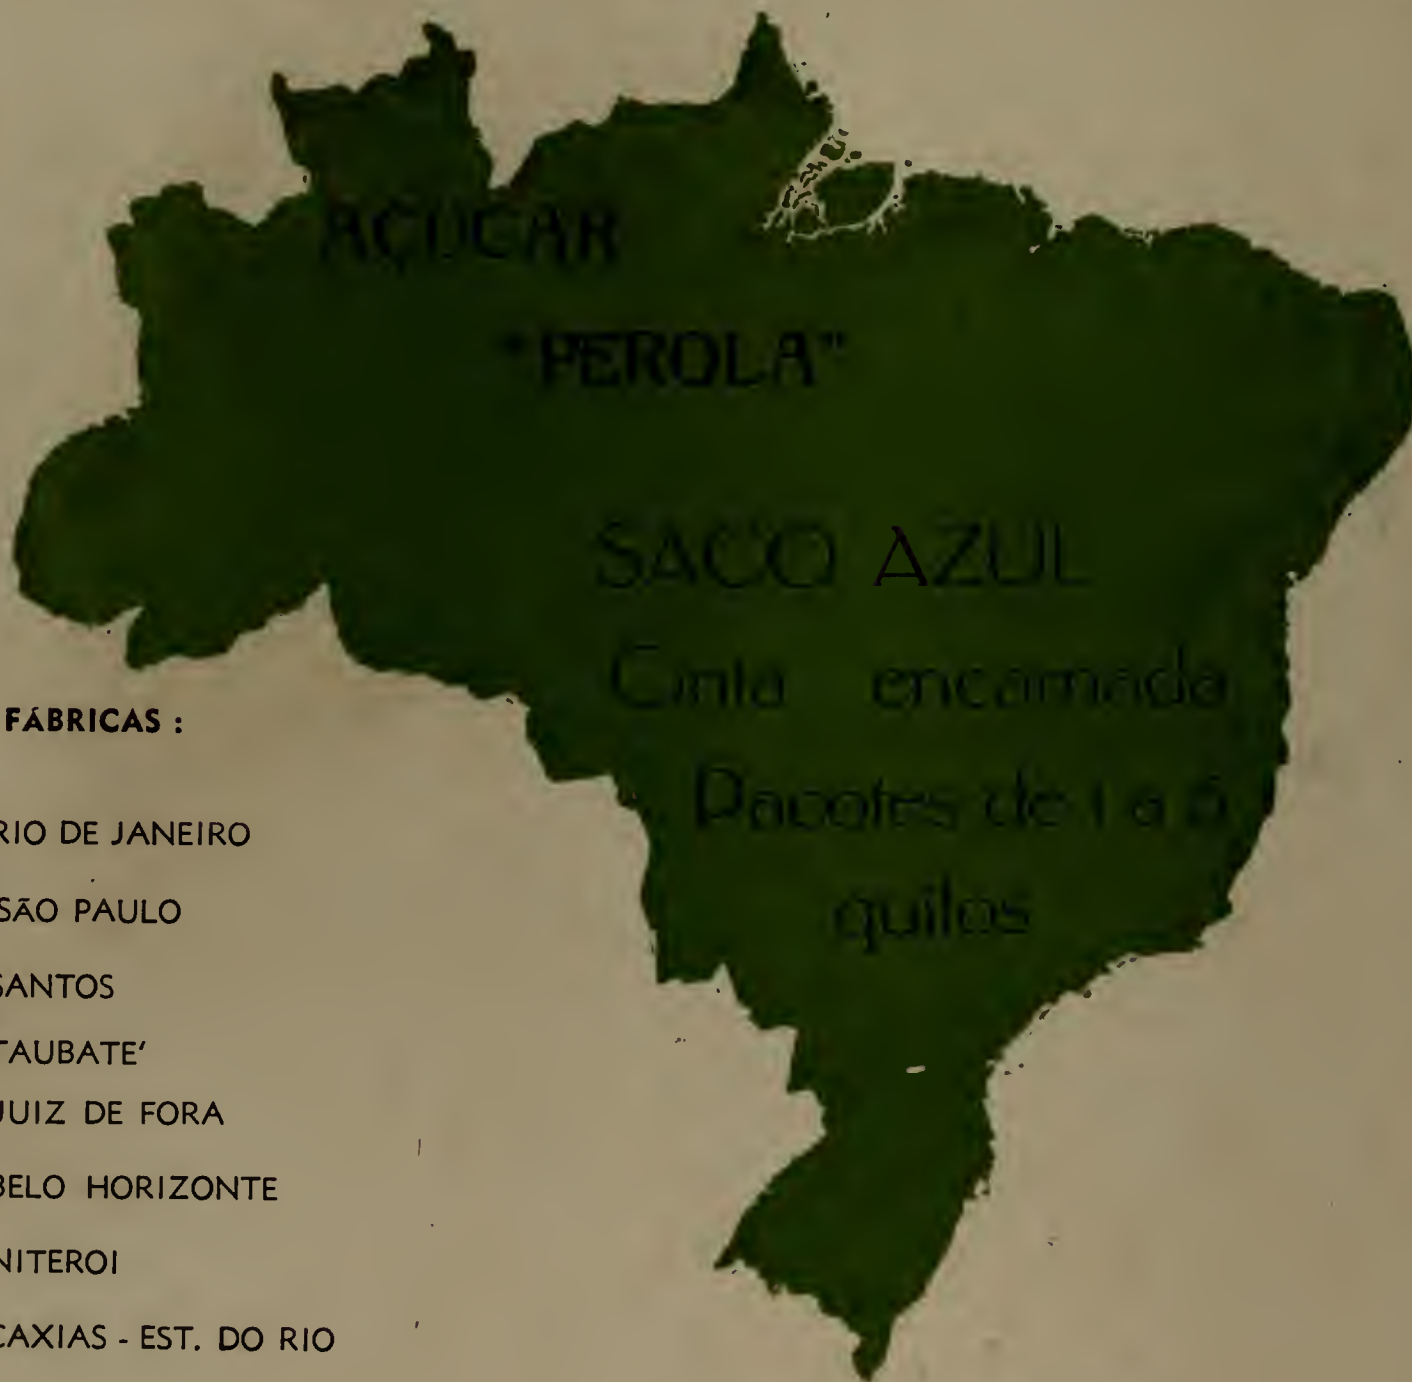 AÇUCAR
"PEROLA"
SACO AZUL
Cinta encarnada
Pacotes de 1 a 5
quilos
FÁBRICAS :
RIO DE JANEIRO
SÃO PAULO
SANTOS
TAUBATE'
JUIZ DE FORA
BELO HORIZONTE
NITEROI
CAXIAS - EST. DO RIO